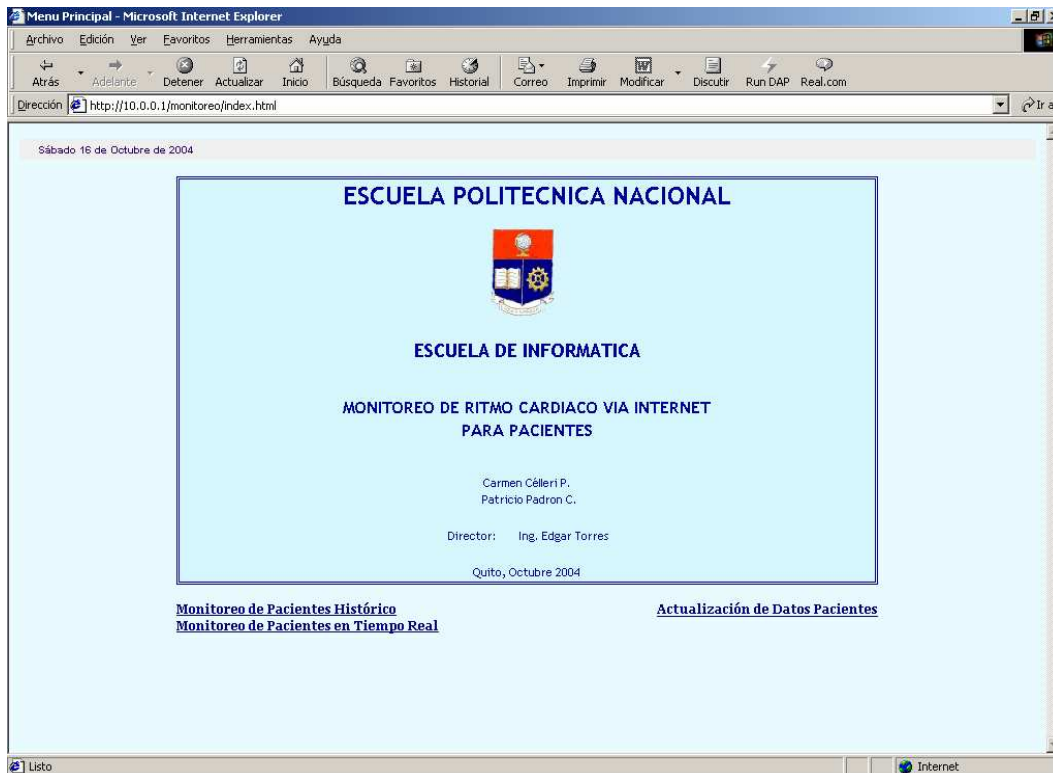 Menu Principal - Microsoft Internet Explorer
Archivo Edición Ver Favoritos Herramientas Ayuda
Atrás Adelante Detener Actualizar Inicio Búsqueda Favoritos Historial Correo Imprimir Modificar Discutir Run DAP Real.com
Dirección http://10.0.0.1/monitoreo/index.html Ir a
Sábado 16 de Octubre de 2004
ESCUELA POLITECNICA NACIONAL
ESCUELA DE INFORMATICA
MONITOREO DE RITMO CARDIACO VIA INTERNET
PARA PACIENTES
Carmen Célleri P.
Patricio Padron C.
Director: Ing. Edgar Torres
Quito, Octubre 2004
Monitoreo de Pacientes Histórico Actualización de Datos Pacientes
Monitoreo de Pacientes en Tiempo Real
Listo Internet